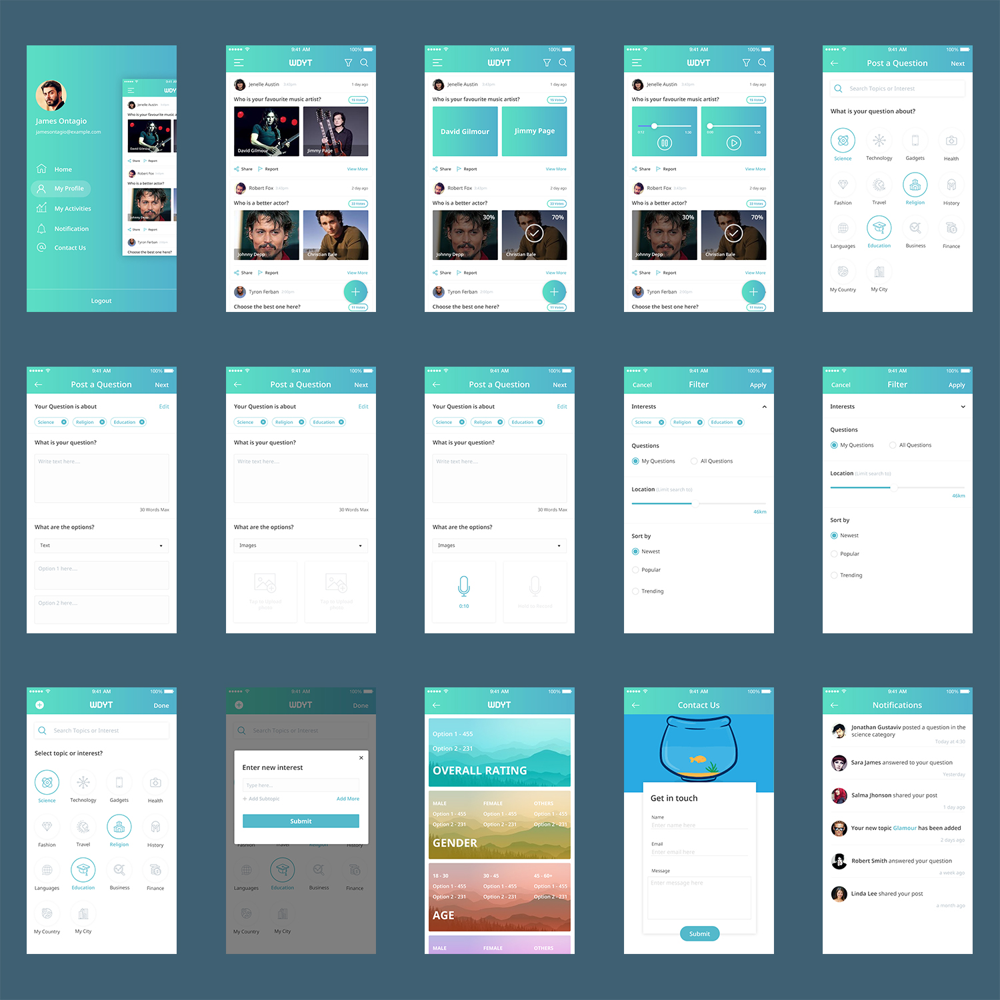 James Ontagio
jamesontagio@example.com
Home
My Profile
My Activities
Notification
Contact Us
Logout
9:41 AM
WDYT
Jenelle Austin
Who is your favourite music a
David Gilmour
Share Report
Robert Fox
Who is a better actor?
Johnny Depp
Share Report
Tyron Ferban
Choose the best one here?
9:41 AM 100%
WDYT
Jenelle Austin 3:45pm 1 day ago
Who is your favourite music artist? 15 Votes
David Gilmour Jimmy Page
Share Report View More
Robert Fox 3:45pm 2 day ago
Who is a better actor? 33 Votes
Johnny Depp Christian Bale
Share Report View More
Tyron Ferban 2:00pm
Choose the best one here? 11 Votes
9:41 AM 100%
WDYT
Jenelle Austin 3:45pm 1 day ago
Who is your favourite music artist? 15 Votes
David Gilmour Jimmy Page
Share Report View More
Robert Fox 3:45pm 2 day ago
Who is a better actor? 33 Votes
30% 70%
Johnny Depp Christian Bale
Share Report View More
Tyron Ferban 2:00pm
Choose the best one here? 11 Votes
9:41 AM 100%
WDYT
Jenelle Austin 3:45pm 1 day ago
Who is your favourite music artist? 15 Votes
0:12 1:30 0:00 1:30
Share Report View More
Robert Fox 3:45pm 2 day ago
Who is a better actor? 33 Votes
30% 70%
Johnny Depp Christian Bale
Share Report View More
Tyron Ferban 2:00pm
Choose the best one here? 11 Votes
9:41 AM 100%
Post a Question Next
Search Topics or Interest
What is your question about?
Science Technology Gadgets Health
Fashion Travel Religion History
Languages Education Business Finance
My Country My City
9:41 AM 100%
Post a Question Next
Your Question is about Edit
Science Religion Education
What is your question?
Write text here....
30 Words Max
What are the options?
Text
Option 1 here....
Option 2 here....
9:41 AM 100%
Post a Question Next
Your Question is about Edit
Science Religion Education
What is your question?
Write text here....
30 Words Max
What are the options?
Images
Tap to Upload photo Tap to Upload photo
9:41 AM 100%
Post a Question Next
Your Question is about Edit
Science Religion Education
What is your question?
Write text here....
30 Words Max
What are the options?
Images
0:10 Hold to Record
9:41 AM 100%
Cancel Filter Apply
Interests
Science Religion Education
Questions
My Questions All Questions
Location (Limit search to)
46km
Sort by
Newest
Popular
Trending
9:41 AM 100%
Cancel Filter Apply
Interests
Questions
My Questions All Questions
Location (Limit search to)
46km
Sort by
Newest
Popular
Trending
9:41 AM 100%
WDYT Done
Search Topics or Interest
Select topic or interest?
Science Technology Gadgets Health
Fashion Travel Religion History
Languages Education Business Finance
My Country My City
9:41 AM 100%
WDYT Done
Search Topics or Interest
Enter new interest
Type here...
+ Add Subtopic Add More
Submit
Fashion Travel Religion History
Languages Education Business Finance
My Country My City
9:41 AM 100%
WDYT
Option 1 - 455
Option 2 - 231
OVERALL RATING
MALE FEMALE OTHERS
Option 1 - 455 Option 1 - 455 Option 1 - 455
Option 2 - 231 Option 2 - 231 Option 2 - 231
GENDER
18 - 30 30 - 45 45 - 60+
Option 1 - 455 Option 1 - 455 Option 1 - 455
Option 2 - 231 Option 2 - 231 Option 2 - 231
AGE
MALE FEMALE OTHERS
9:41 AM 100%
Contact Us
Get in touch
Name
Enter name here
Email
Enter email here
Message
Enter message here
Submit
9:41 AM 100%
Notifications
Jonathan Gustaviv posted a question in the
science category
Today at 4:30
Sara James answered to your question
Yesterday
Salma Jhonson shared your post
1 day ago
Your new topic Glamour has been added
2 days ago
Robert Smith answered your question
a week ago
Linda Lee shared your post
a month ago